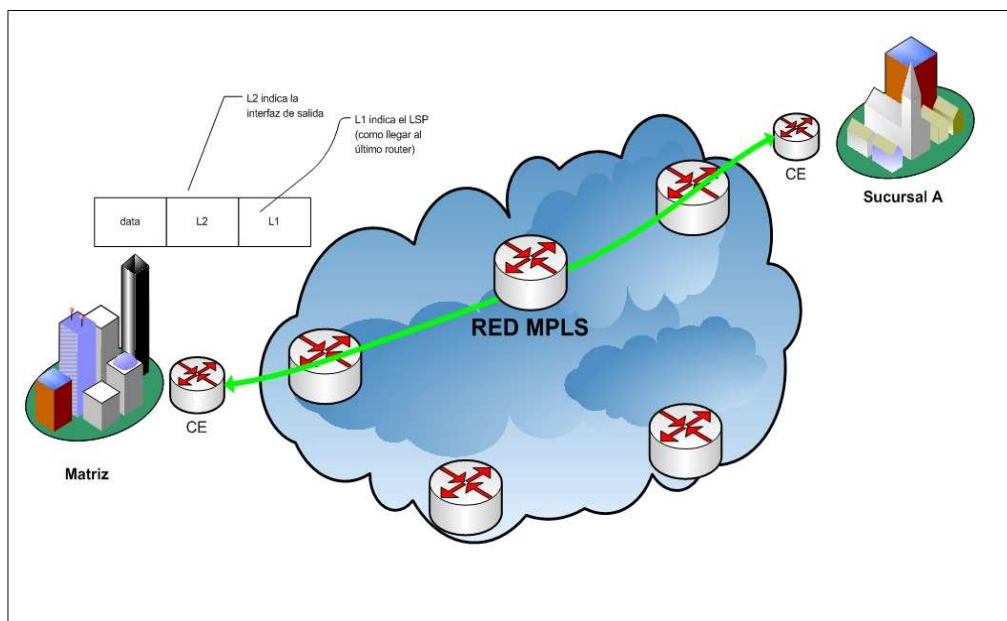 L2 indica la
interfaz de salida
L1 indica el LSP
(como llegar al
último router)
data
L2
L1
CE
Sucursal A
RED MPLS
CE
Matriz